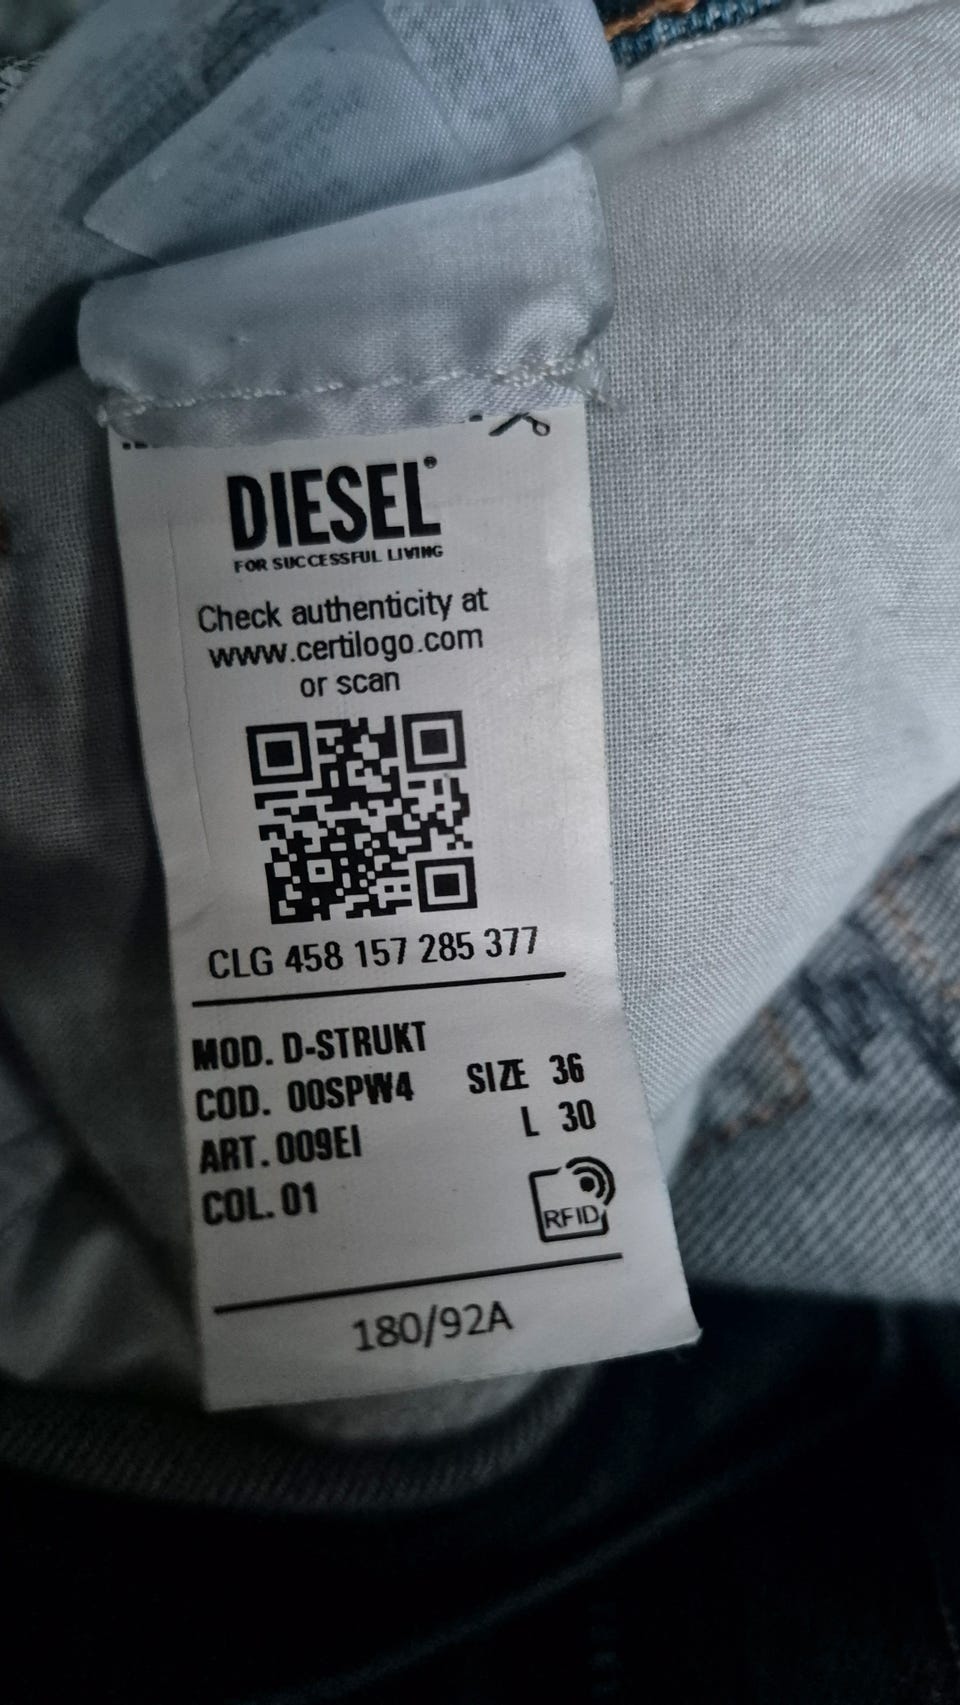 DIESEL®
FOR SUCCESSFUL LIVING
Check authenticity at
www.certilogo.com
or scan
CLG 458 157 285 377
MOD. D-STRUKT
COD. 00SPW4 SIZE 36
ART. 009EI L 30
COL. 01
RFID
180/92A